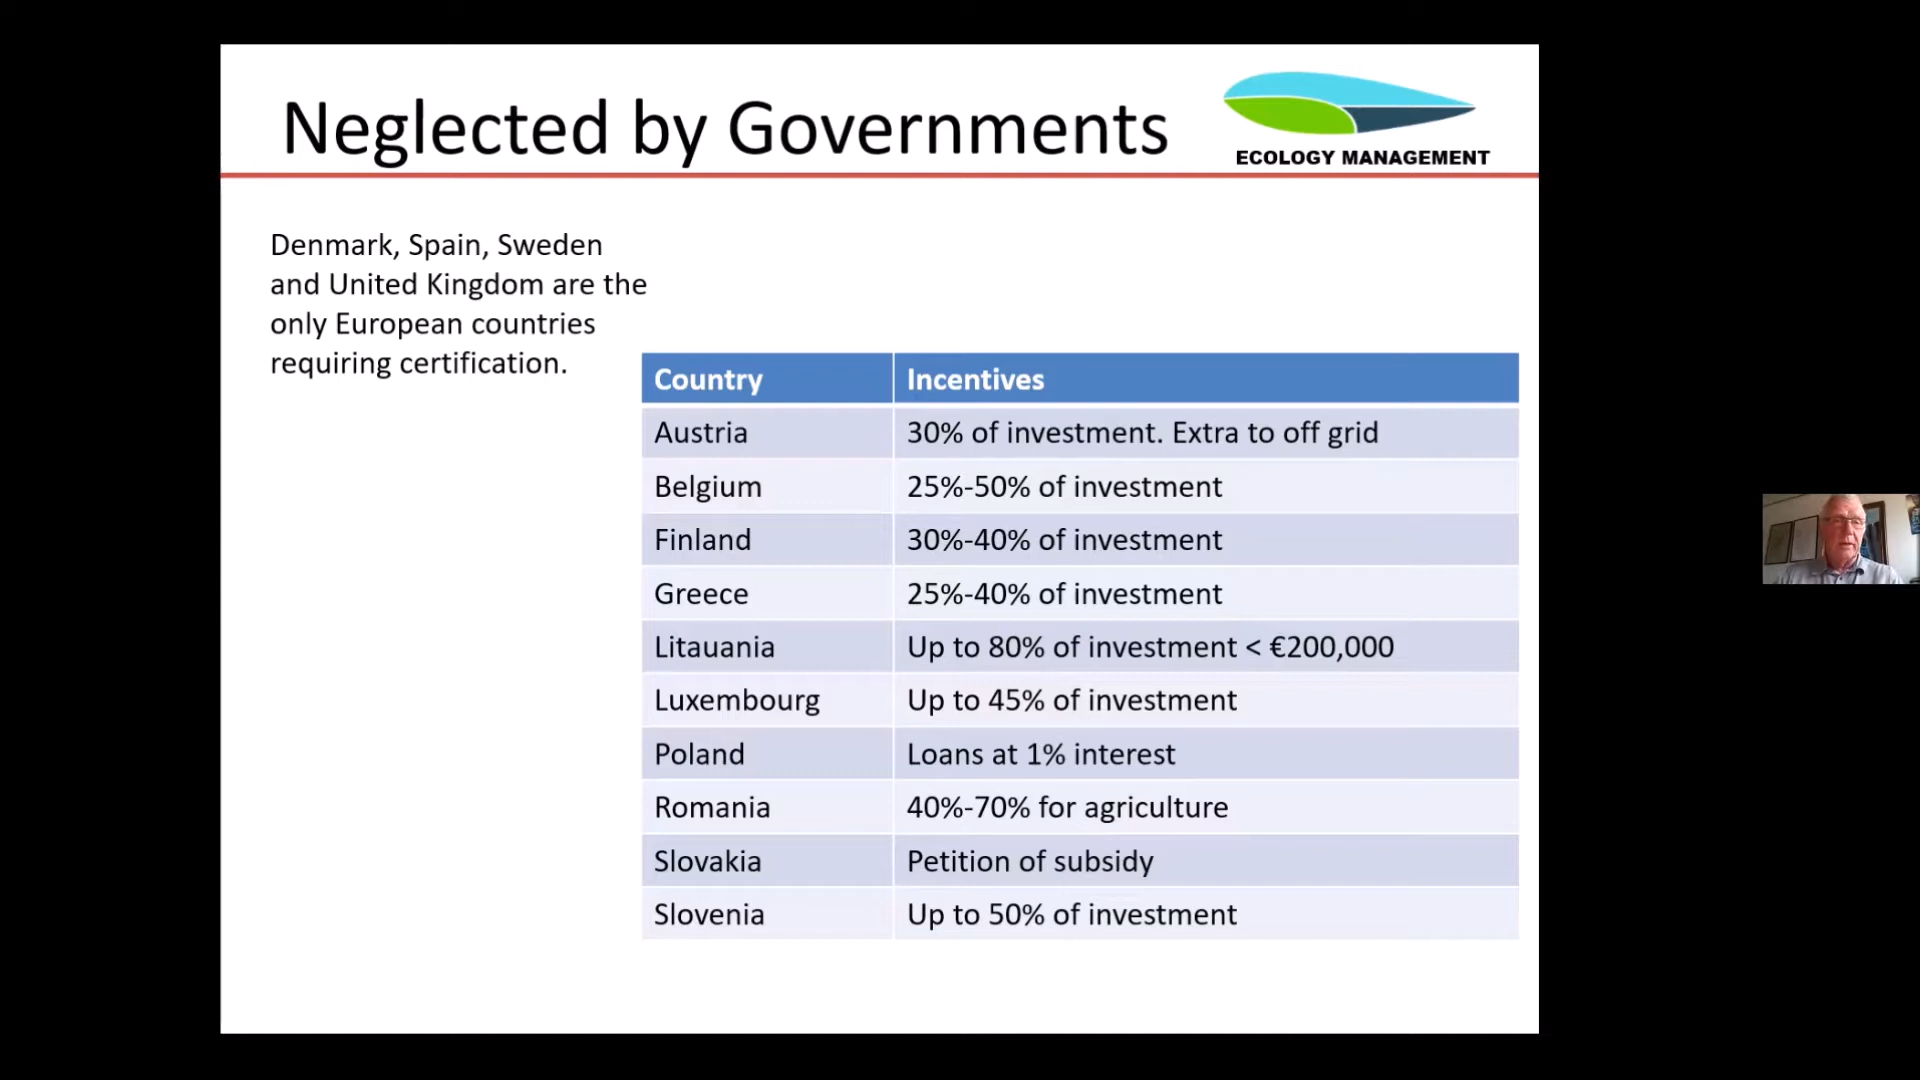 Neglected by Governments
ECOLOGY MANAGEMENT
Denmark, Spain, Sweden
and United Kingdom are the
only European countries
requiring certification.
Country Incentives
Austria 30% of investment. Extra to off grid
Belgium 25%-50% of investment
Finland 30%-40% of investment
Greece 25%-40% of investment
Litauania Up to 80% of investment < €200,000
Luxembourg Up to 45% of investment
Poland Loans at 1% interest
Romania 40%-70% for agriculture
Slovakia Petition of subsidy
Slovenia Up to 50% of investment